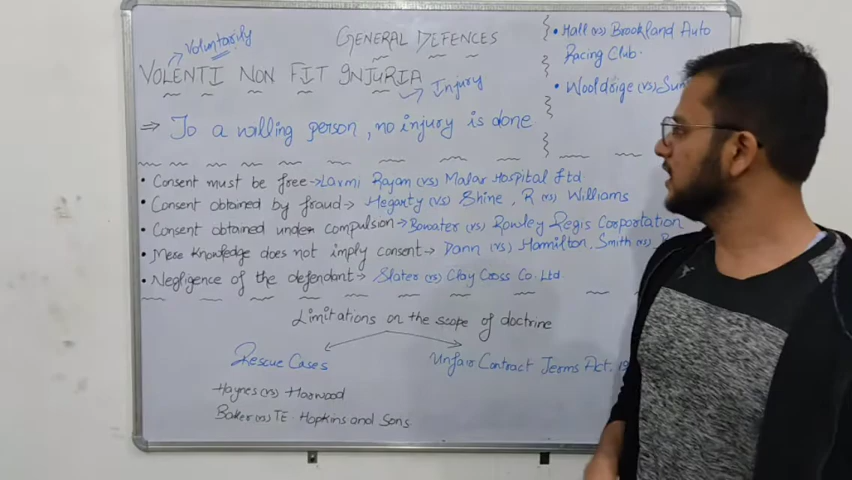 GENERAL DEFENCES
Voluntarily
VOLENTI NON FIT INJURIA
Injury
⇒ To a willing person, no injury is done
• Hall (vs) Brookland Auto
Racing Club.
• Wooldrige (vs) Sum
• Consent must be free → Laxmi Rajan (vs) Malar Hospital Ltd
• Consent obtained by fraud → Hegarty (vs) Shine, R (vs) Williams
• Consent obtained under compulsion → Bowater (vs) Rowley Regis Corportation
• Mere knowledge does not imply consent → Dann (vs) Hamilton, Smith (vs)
• Negligence of the defendant → Slater (vs) Clay Cross Co. Ltd
Limitations on the scope of doctrine
Rescue Cases
Unfair Contract Terms Act. 1
Haynes (vs) Harwood
Baker (vs) TE Hopkins and Sons